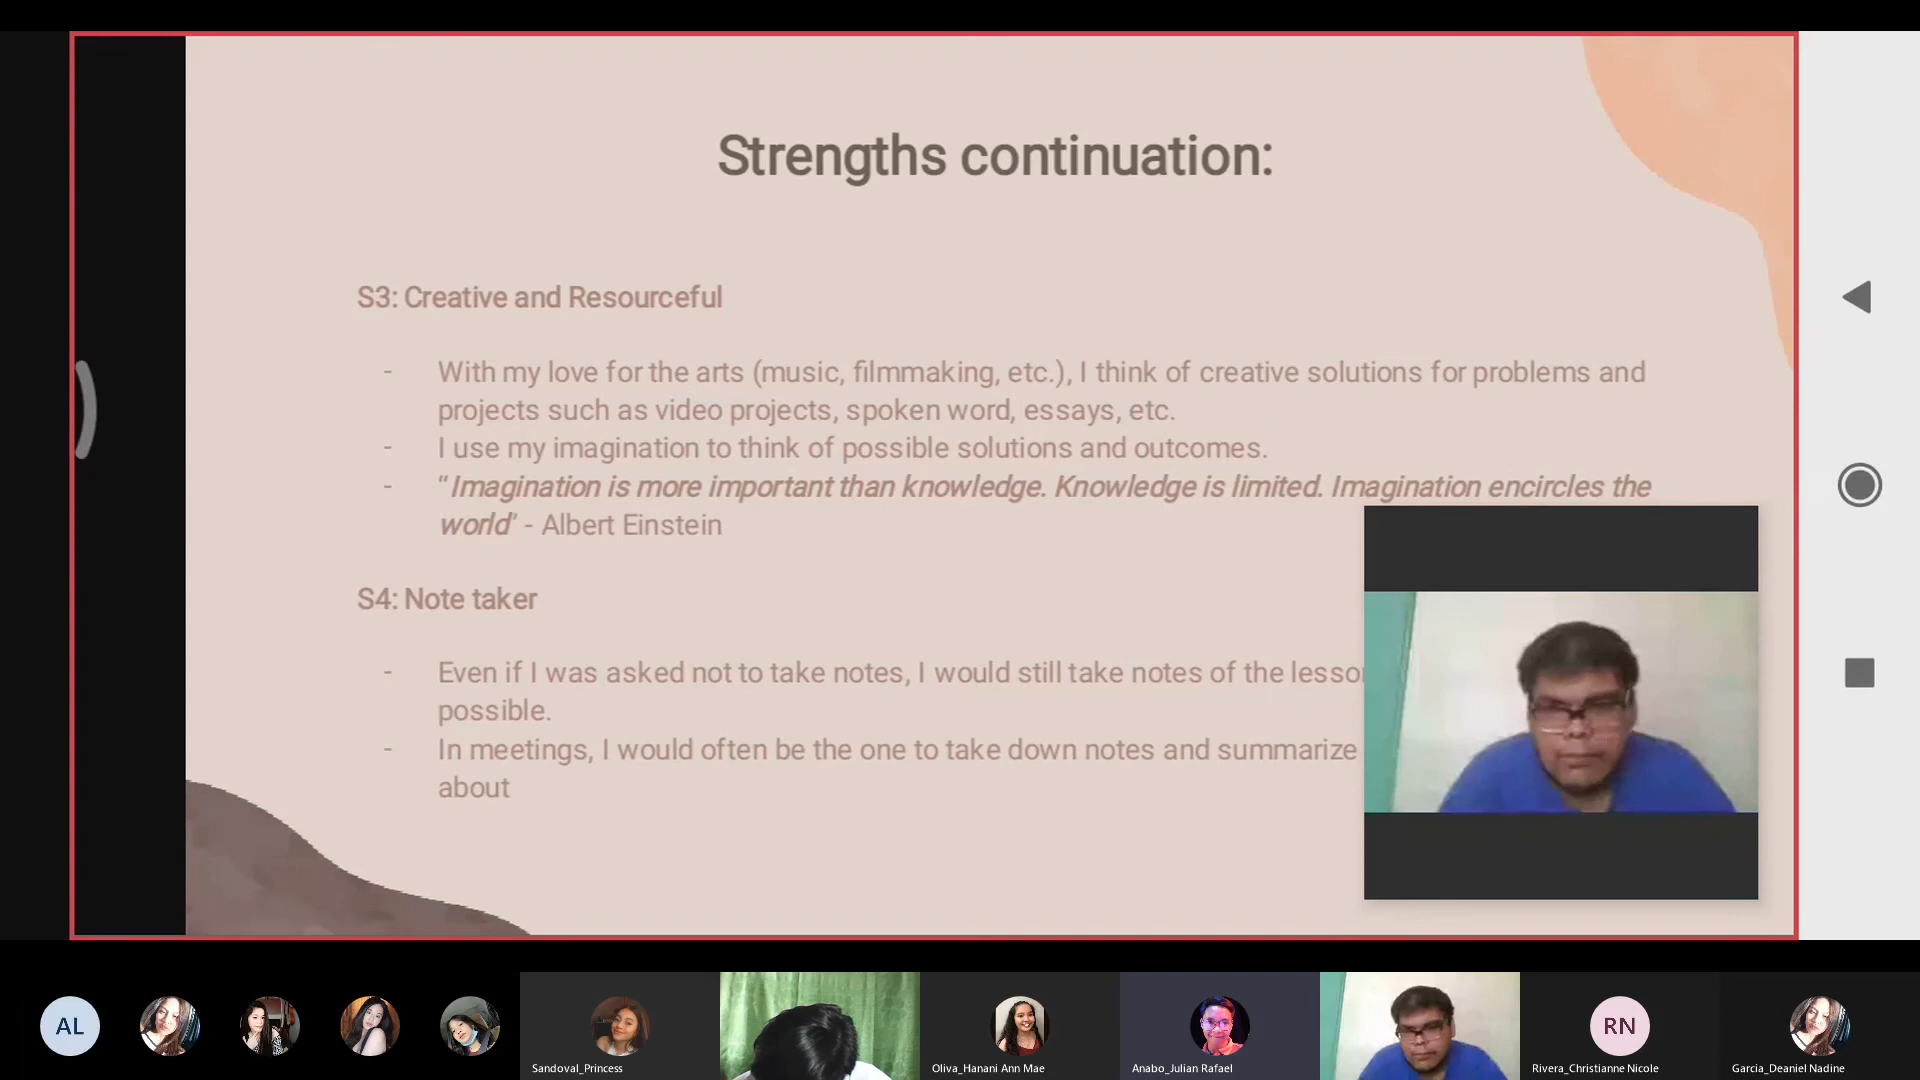 Strengths continuation:
S3: Creative and Resourceful
- With my love for the arts (music, filmmaking, etc.), I think of creative solutions for problems and
projects such as video projects, spoken word, essays, etc.
- I use my imagination to think of possible solutions and outcomes.
- "Imagination is more important than knowledge. Knowledge is limited. Imagination encircles the
world" - Albert Einstein
S4: Note taker
- Even if I was asked not to take notes, I would still take notes of the lesso
possible.
- In meetings, I would often be the one to take down notes and summarize
about
AL
RN
Sandoval_Princess
Oliva_Hanani Ann Mae
Anabo_Julian Rafael
Rivera_Christianne Nicole
Garcia_Deaniel Nadine